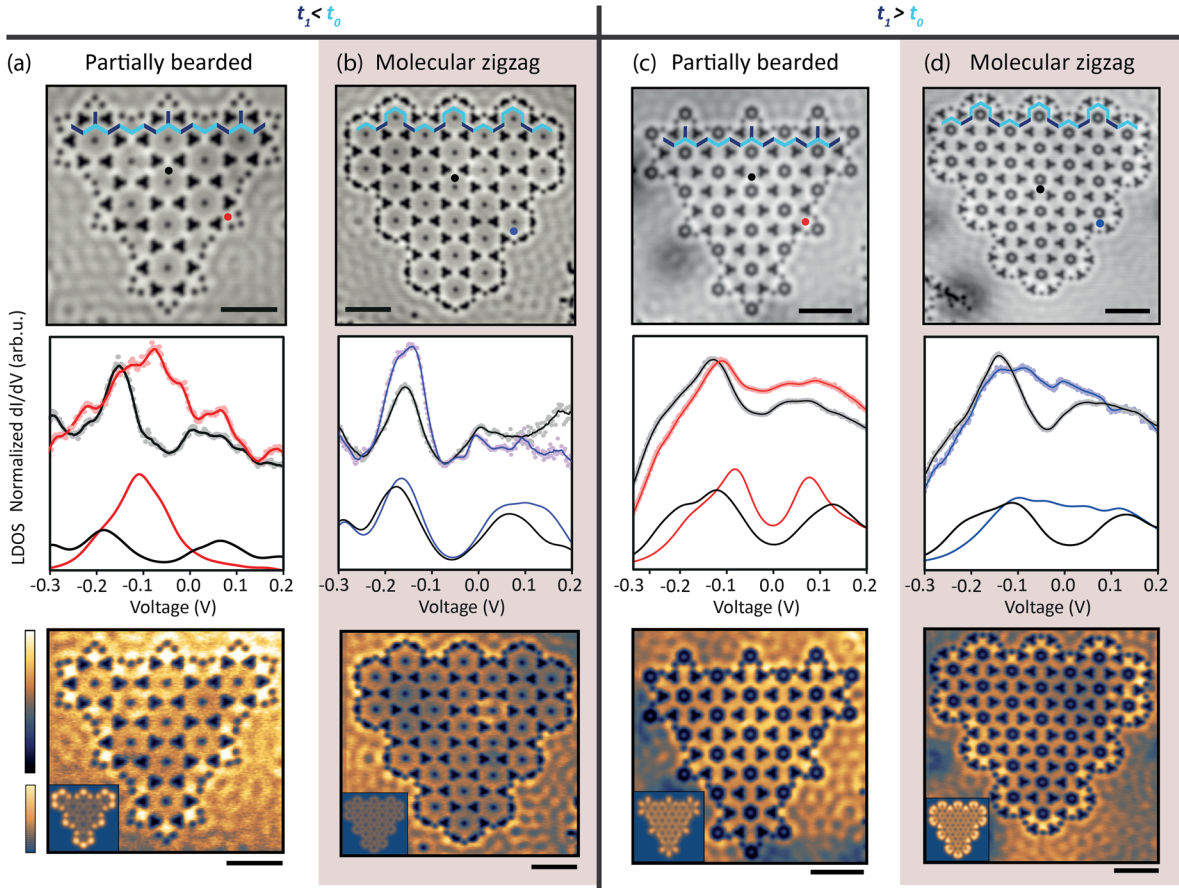 t₁ < t₀
t₁ > t₀
(a) Partially bearded
(b) Molecular zigzag
(c) Partially bearded
(d) Molecular zigzag
LDOS Normalized dI/dV (arb.u.)
-0.3 -0.2 -0.1 0.0 0.1 0.2
-0.3 -0.2 -0.1 0.0 0.1 0.2
-0.3 -0.2 -0.1 0.0 0.1 0.2
-0.3 -0.2 -0.1 0.0 0.1 0.2
Voltage (V)
Voltage (V)
Voltage (V)
Voltage (V)